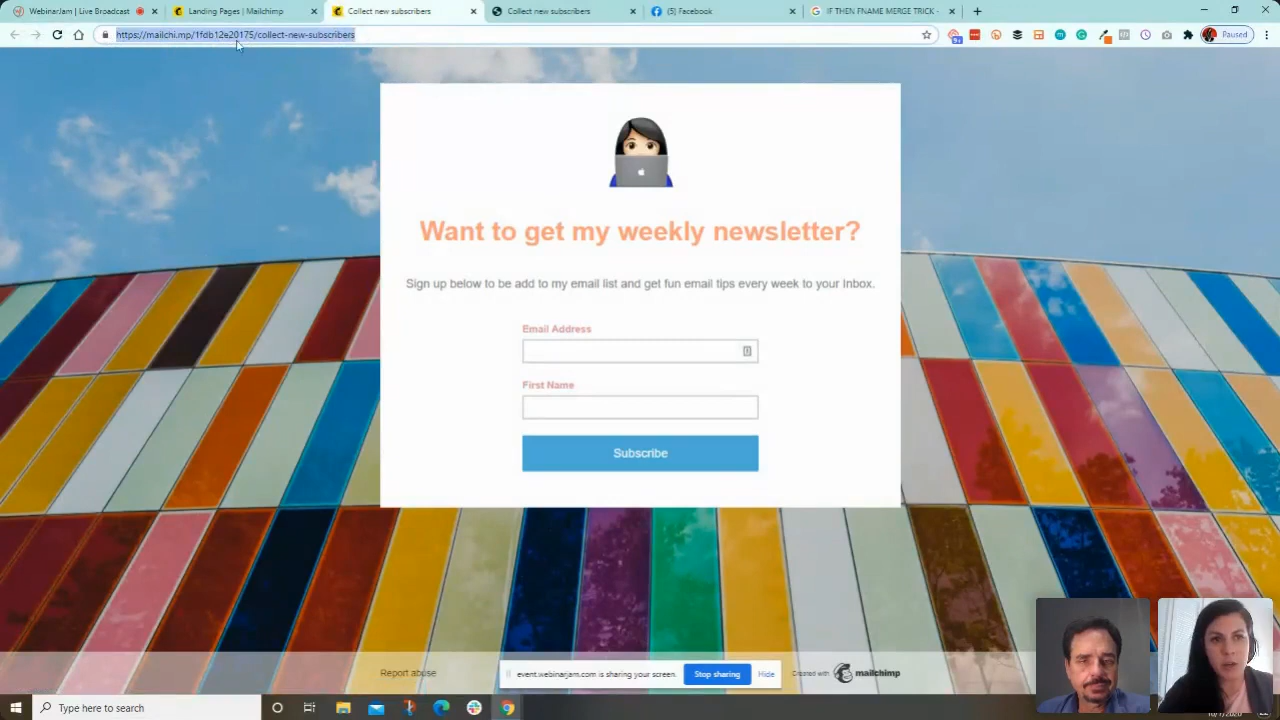 WebinarJam | Live Broadcast
Landing Pages | Mailchimp
Collect new subscribers
Collect new subscribers
(5) Facebook
IF THEN FNAME MERGE TRICK -
https://mailchi.mp/1fdb12e20175/collect-new-subscribers
9+
Paused
Want to get my weekly newsletter?
Sign up below to be add to my email list and get fun email tips every week to your Inbox.
Email Address
First Name
Subscribe
Report abuse
event.webinarjam.com is sharing your screen.
Stop sharing
Hide
Created with
mailchimp
Type here to search